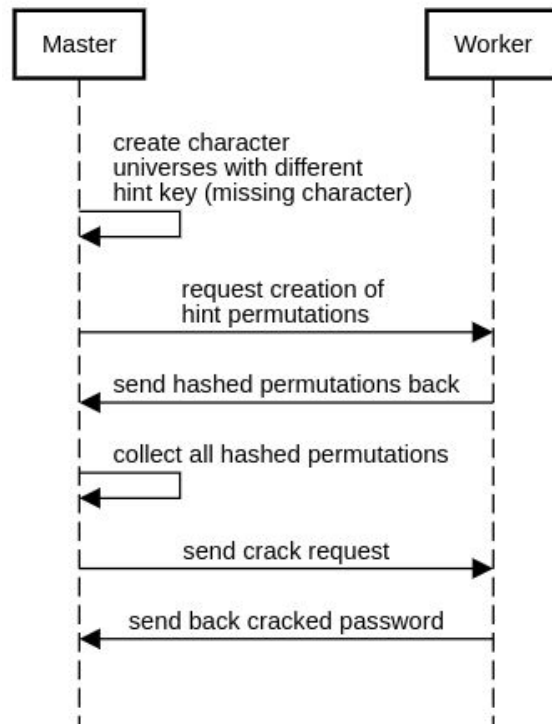 Master
Worker
create character
universes with different
hint key (missing character)
request creation of
hint permutations
send hashed permutations back
collect all hashed permutations
send crack request
send back cracked password